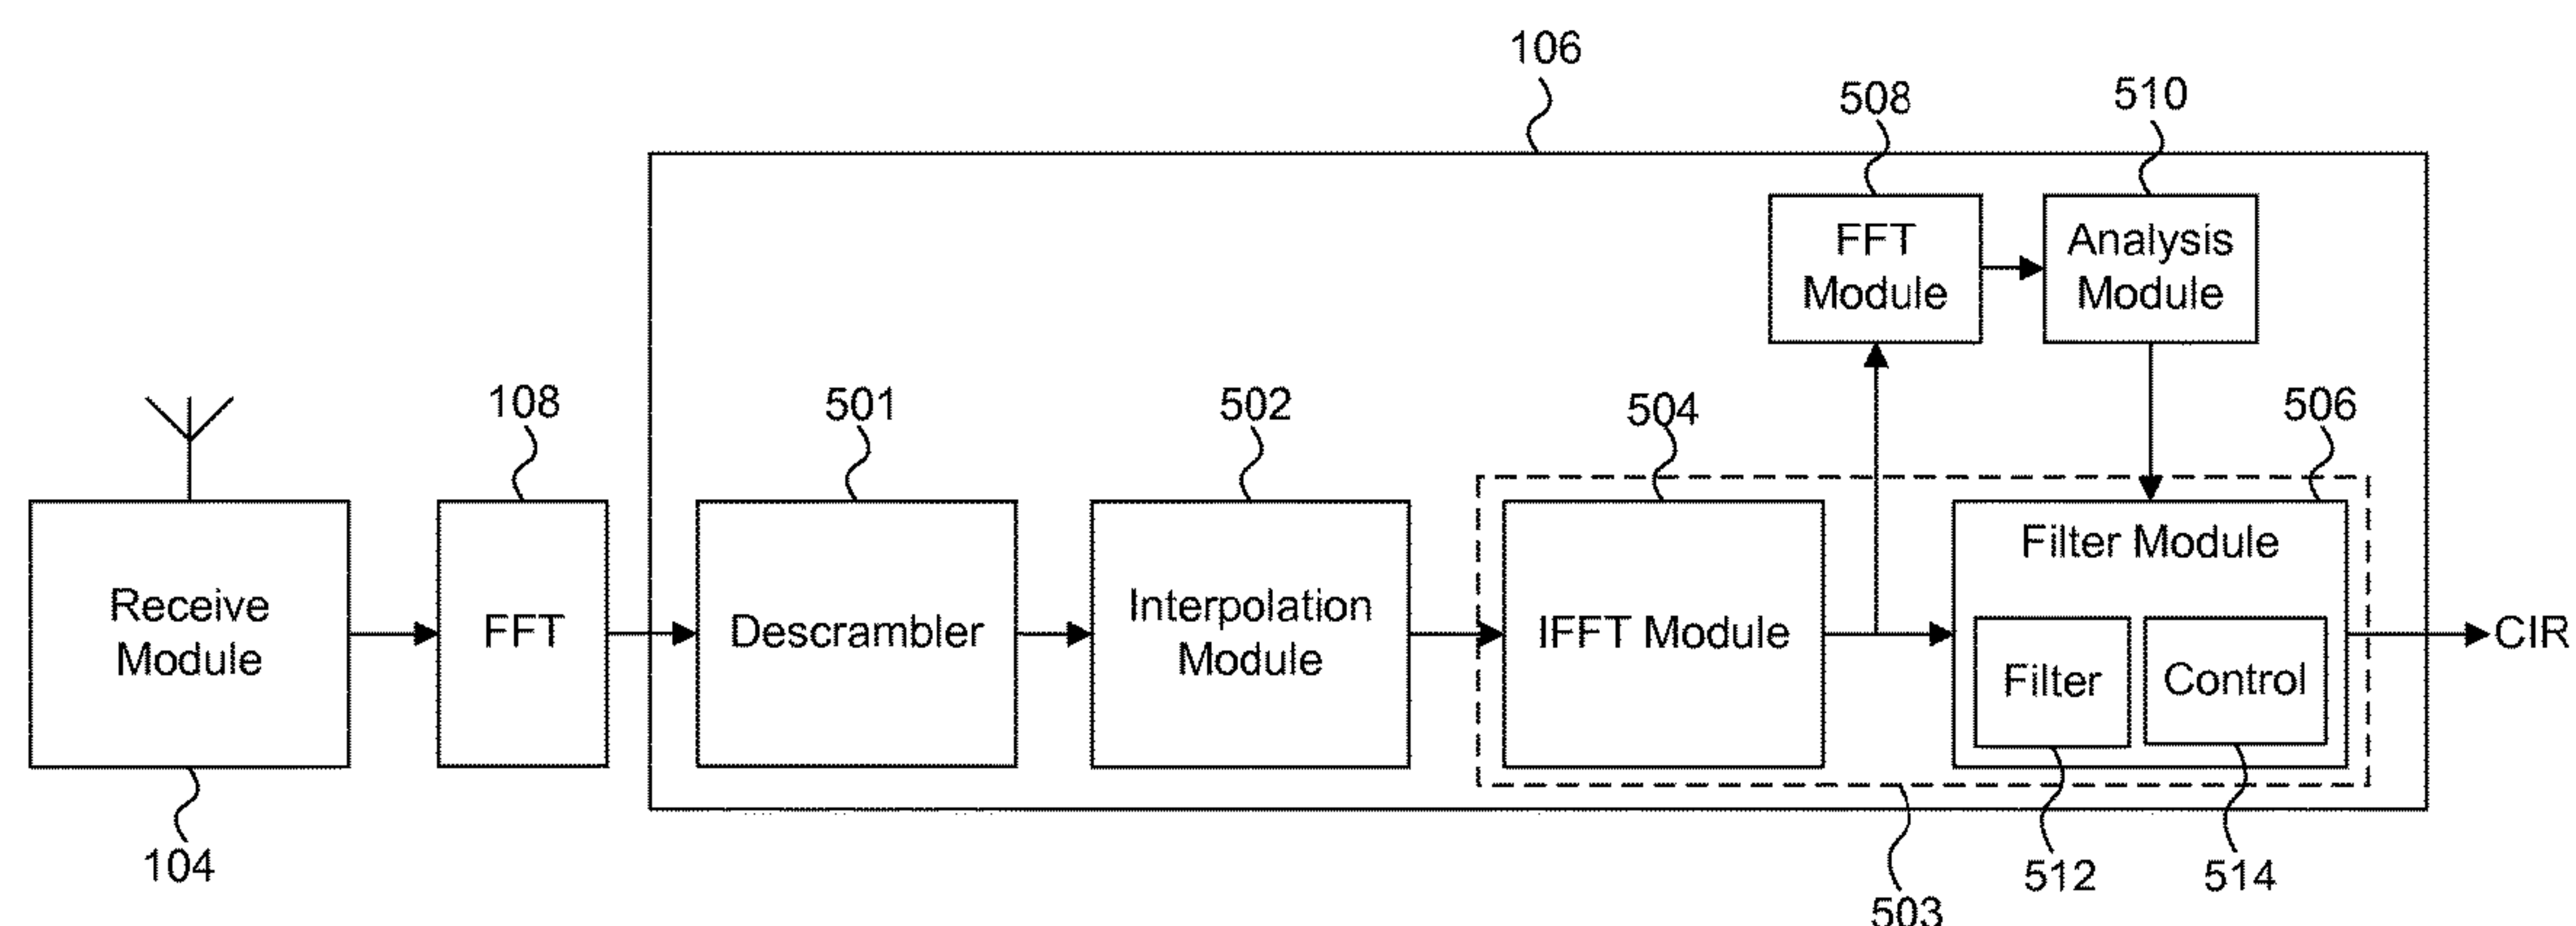 106
508
510
FFT
Module
Analysis
Module
108
501
502
504
506
Receive
Module
FFT
Descrambler
Interpolation
Module
IFFT Module
Filter Module
Filter
Control
CIR
104
512
514
503